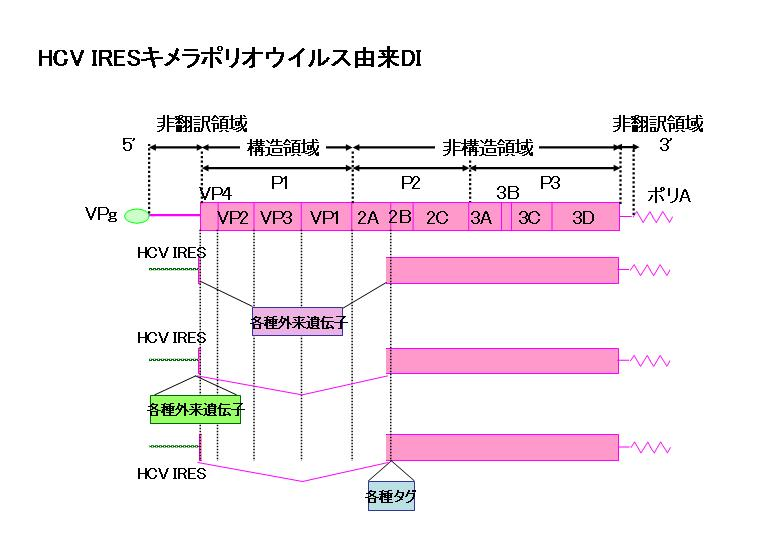 HCV IRESキメラポリオウイルス由来DI
非翻訳領域 非翻訳領域
5′ 構造領域 非構造領域 3′
P1 P2 P3
VP4 3B ポリA
VPg VP2 VP3 VP1 2A 2B 2C 3A 3C 3D
HCV IRES
各種外来遺伝子
HCV IRES
各種外来遺伝子
HCV IRES
各種タグ